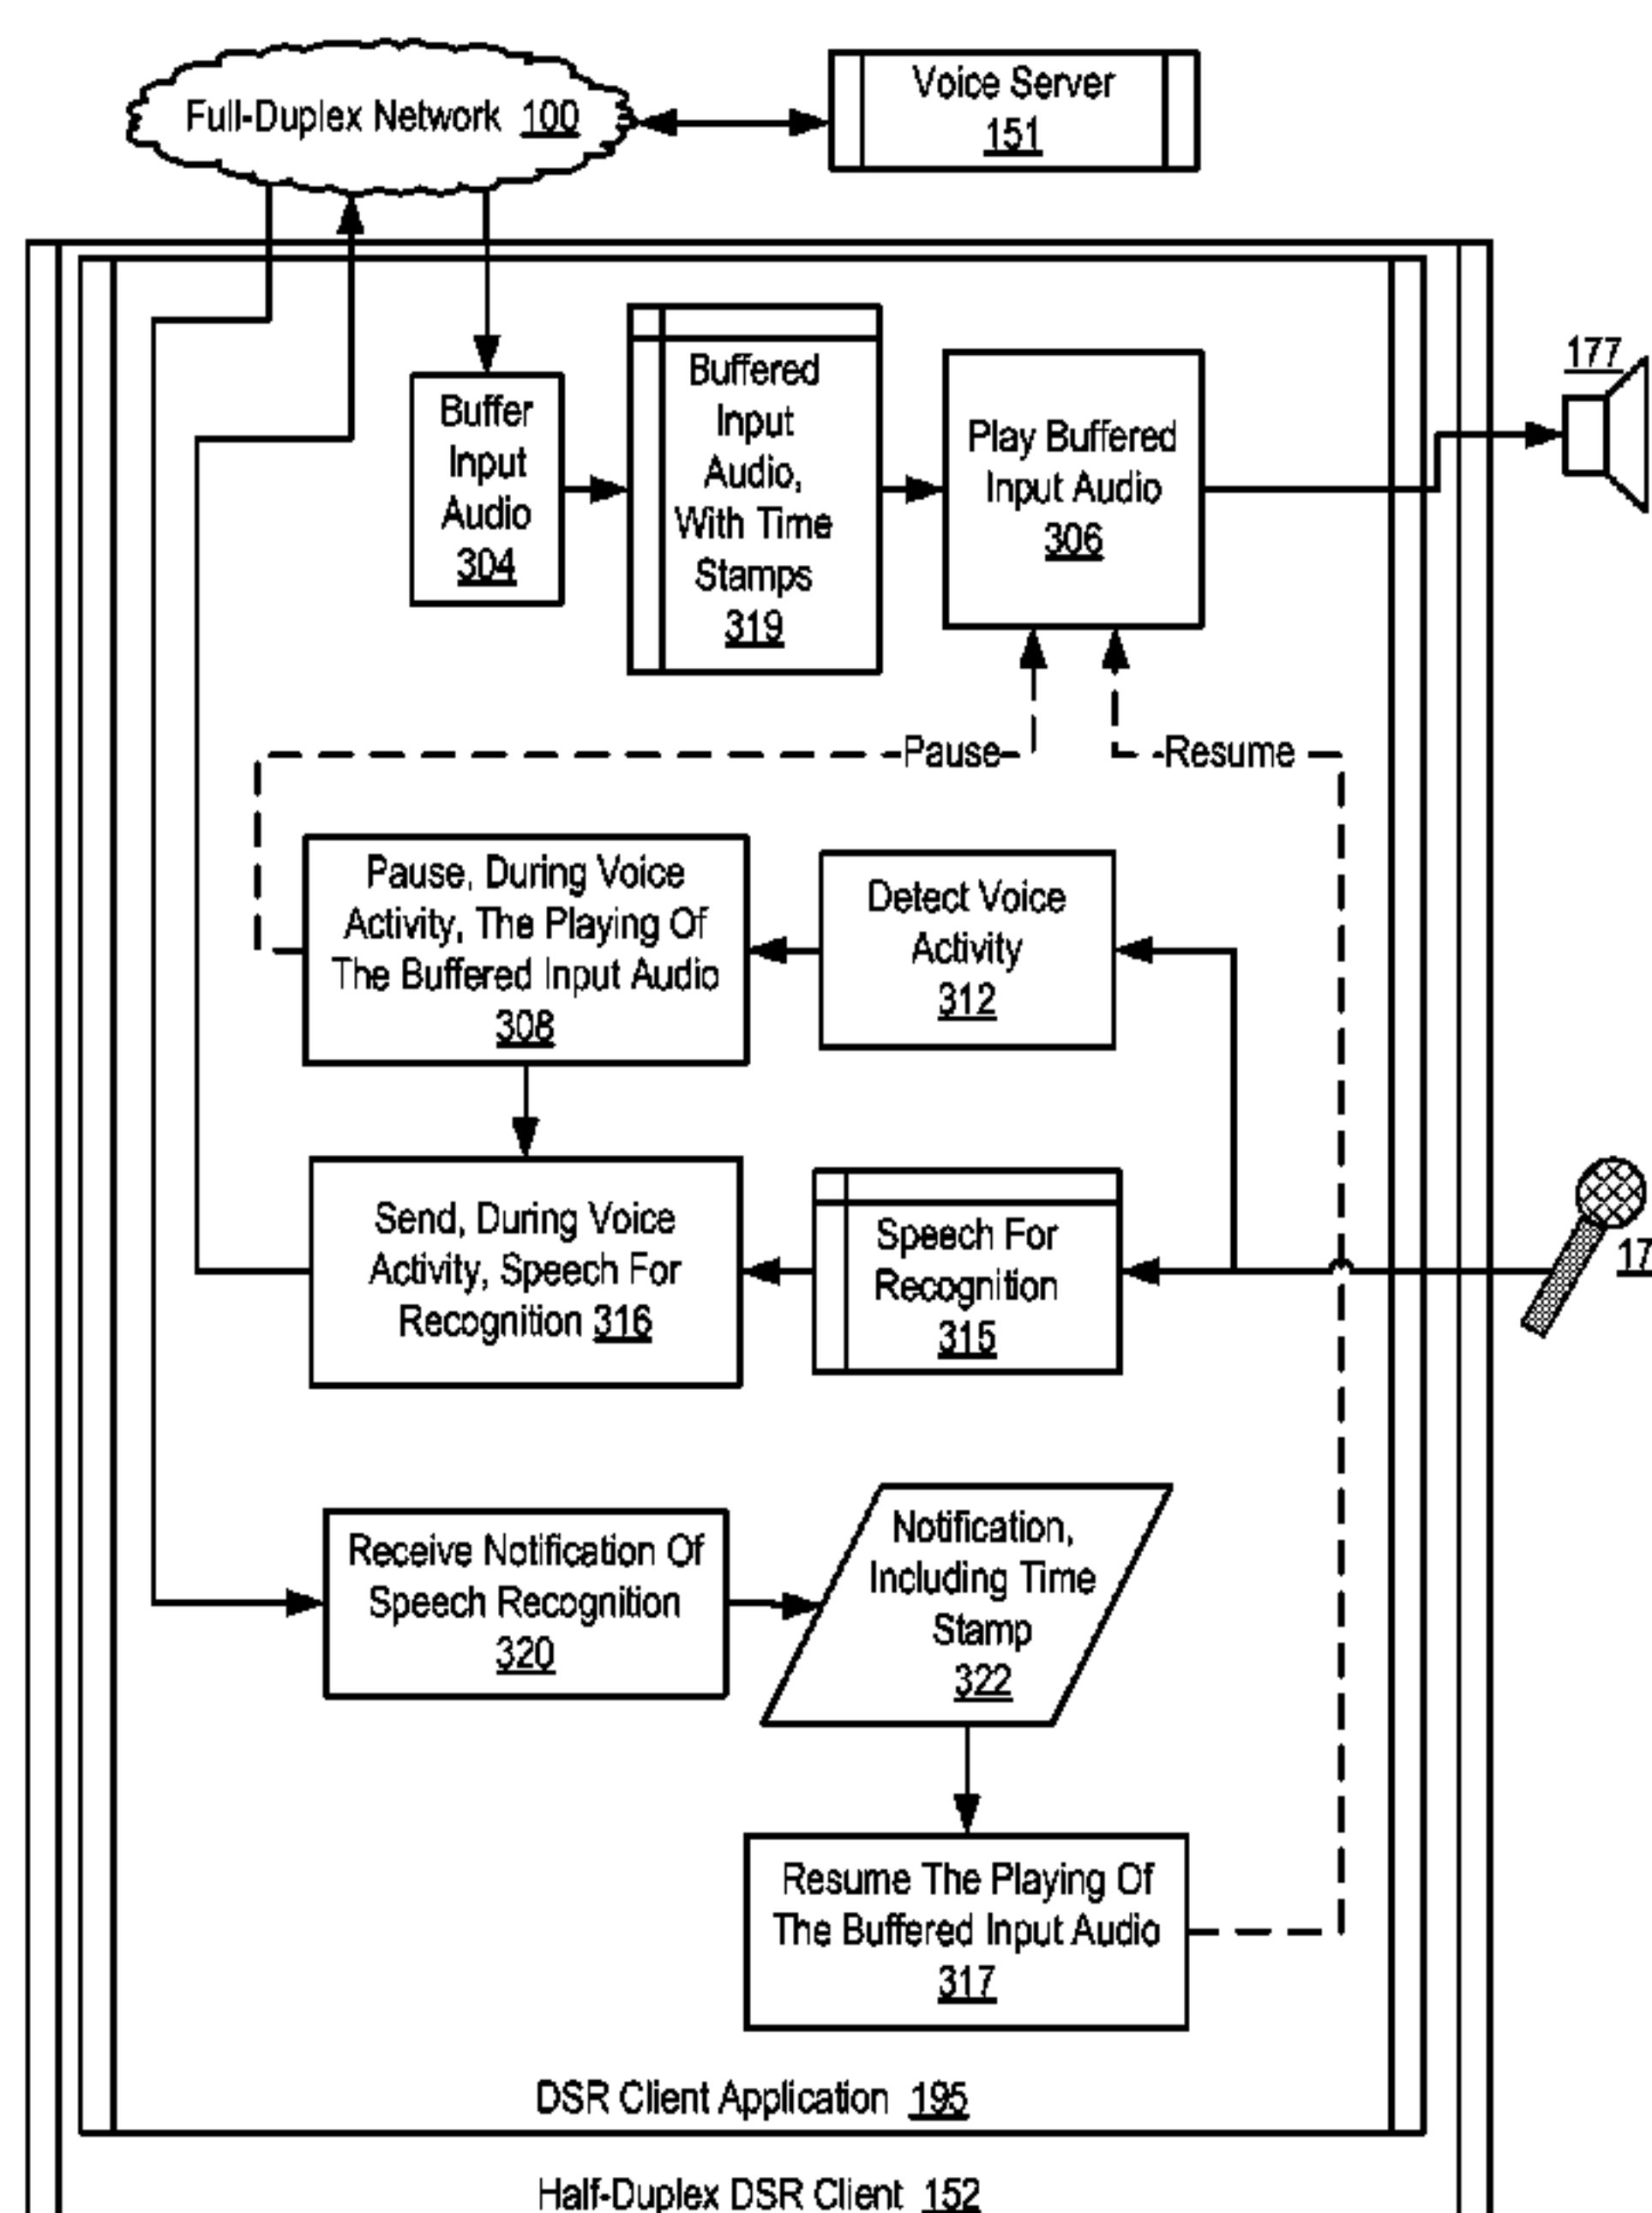 Full-Duplex Network 100
Voice Server
151
177
Buffer
Input
Audio
304
Buffered
Input
Audio,
With Time
Stamps
319
Play Buffered
Input Audio
306
Pause
Resume
Pause, During Voice
Activity, The Playing Of
The Buffered Input Audio
308
Detect Voice
Activity
312
Send, During Voice
Activity, Speech For
Recognition 316
Speech For
Recognition
315
17
Receive Notification Of
Speech Recognition
320
Notification,
Including Time
Stamp
322
Resume The Playing Of
The Buffered Input Audio
317
DSR Client Application 195
Half-Duplex DSR Client 152